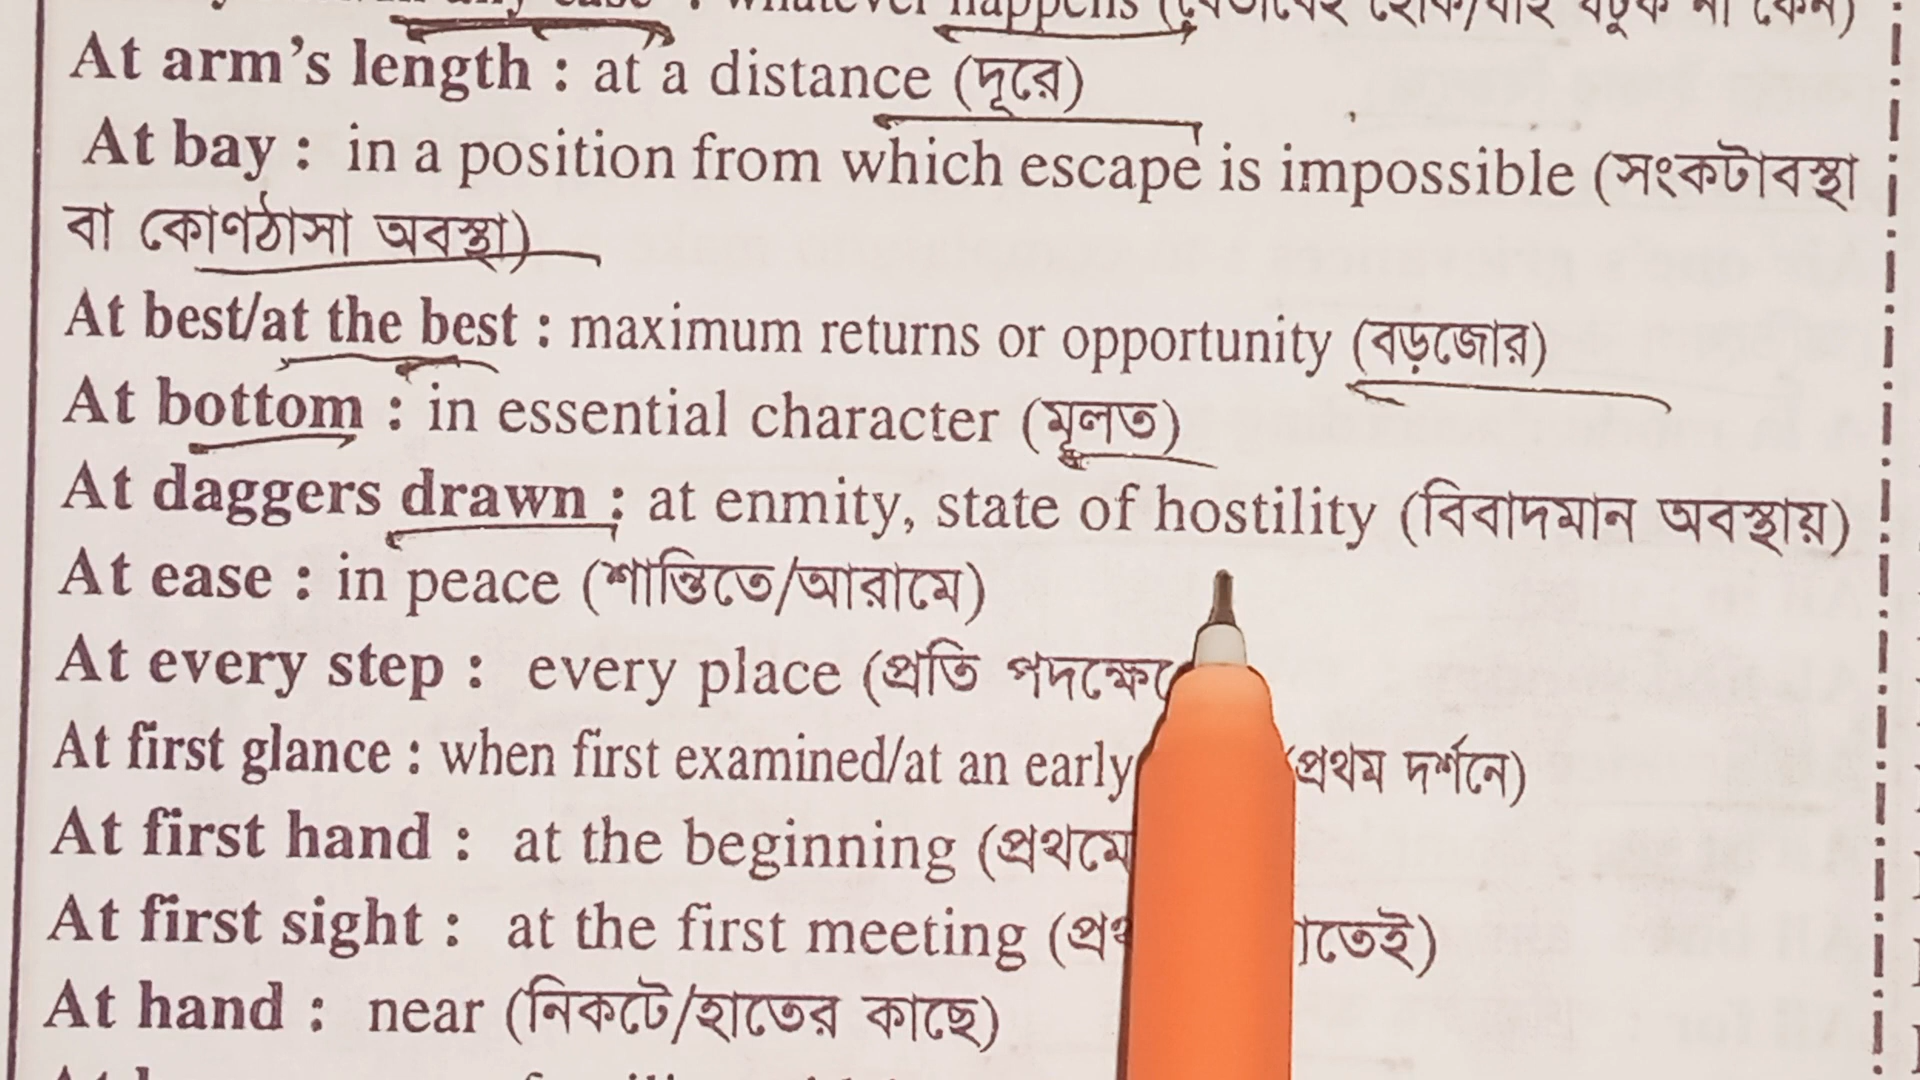 happens
At arm's length : at a distance (দূরে)
At bay : in a position from which escape is impossible (সংকটাবস্থা
বা কোণঠাসা অবস্থা)
At best/at the best : maximum returns or opportunity (বড়জোর)
At bottom : in essential character (মূলত)
At daggers drawn : at enmity, state of hostility (বিবাদমান অবস্থায়)
At ease : in peace (শান্তিতে/আরামে)
At every step : every place (প্রতি
At first glance : when first examined/at an early (প্রথম দর্শনে)
At first hand : at the beginning (প্রথমে
At first sight : at the first meeting
At hand : near (নিকটে/হাতের কাছে)